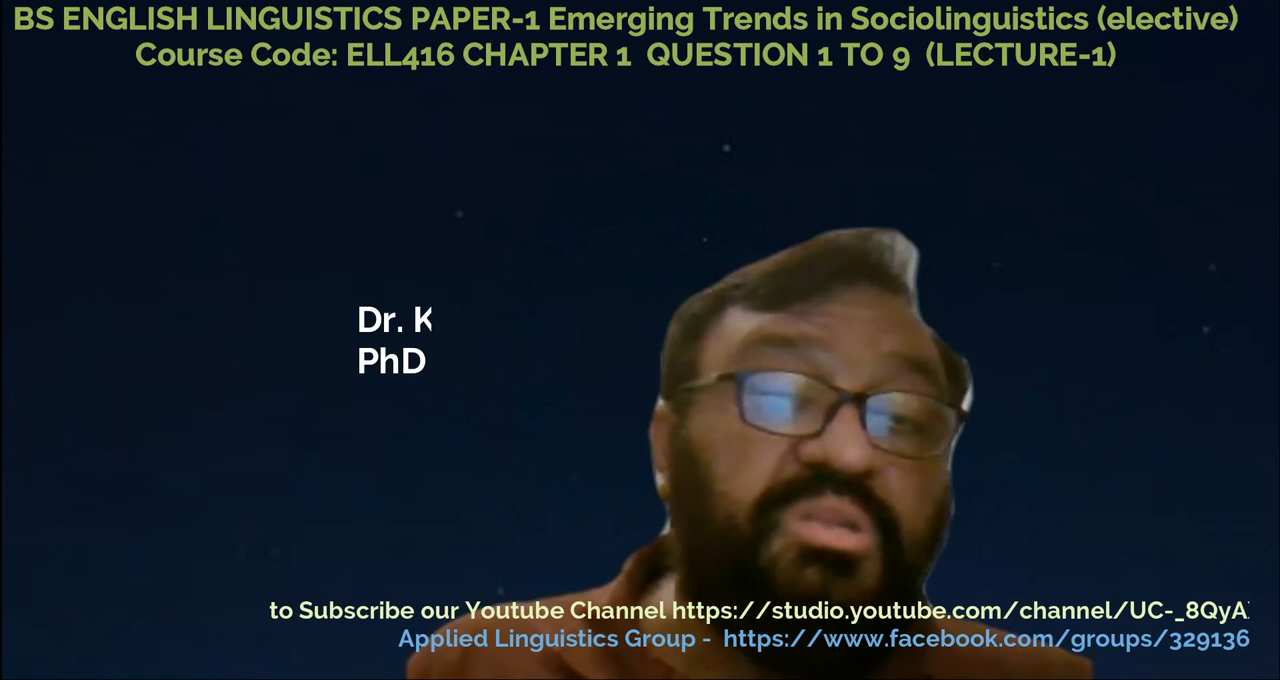 BS ENGLISH LINGUISTICS PAPER-1 Emerging Trends in Sociolinguistics (elective)
Course Code: ELL416 CHAPTER 1 QUESTION 1 TO 9 (LECTURE-1)
Dr. K
PhD
to Subscribe our Youtube Channel https://studio.youtube.com/channel/UC-_8QyA
Applied Linguistics Group - https://www.facebook.com/groups/329136